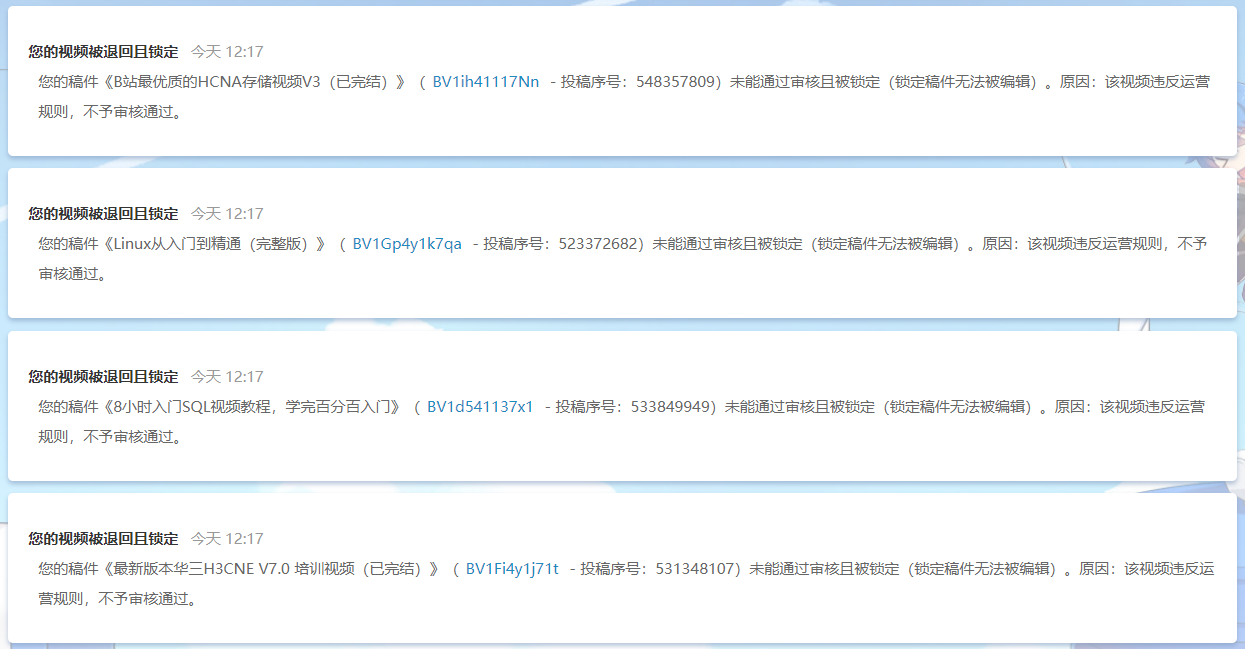 您的视频被退回且锁定 今天 12:17
您的稿件《B站最优质的HCNA存储视频V3（已完结）》（ BV1ih41117Nn - 投稿序号：548357809）未能通过审核且被锁定（锁定稿件无法被编辑）。原因：该视频违反运营
规则，不予审核通过。
您的视频被退回且锁定 今天 12:17
您的稿件《Linux从入门到精通（完整版）》（ BV1Gp4y1k7qa - 投稿序号：523372682）未能通过审核且被锁定（锁定稿件无法被编辑）。原因：该视频违反运营规则，不予
审核通过。
您的视频被退回且锁定 今天 12:17
您的稿件《8小时入门SQL视频教程，学完百分百入门》（ BV1d541137x1 - 投稿序号：533849949）未能通过审核且被锁定（锁定稿件无法被编辑）。原因：该视频违反运营
规则，不予审核通过。
您的视频被退回且锁定 今天 12:17
您的稿件《最新版本华三H3CNE V7.0 培训视频（已完结）》（ BV1Fi4y1j71t - 投稿序号：531348107）未能通过审核且被锁定（锁定稿件无法被编辑）。原因：该视频违反运
营规则，不予审核通过。